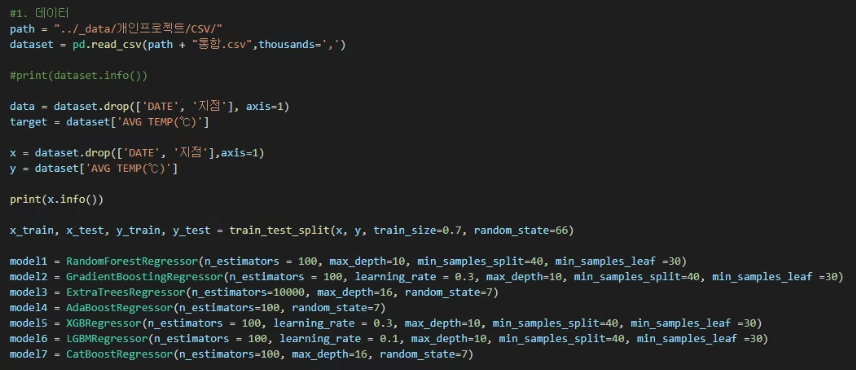 #1. 데이터
path = "../_data/개인프로젝트/CSV/"
dataset = pd.read_csv(path + "통합.csv",thousands=',')
#print(dataset.info())
data = dataset.drop(['DATE', '지점'], axis=1)
target = dataset['AVG TEMP(℃)']
x = dataset.drop(['DATE', '지점'],axis=1)
y = dataset['AVG TEMP(℃)']
print(x.info())
x_train, x_test, y_train, y_test = train_test_split(x, y, train_size=0.7, random_state=66)
model1 = RandomForestRegressor(n_estimators = 100, max_depth=10, min_samples_split=40, min_samples_leaf =30)
model2 = GradientBoostingRegressor(n_estimators = 100, learning_rate = 0.3, max_depth=10, min_samples_split=40, min_samples_leaf =30)
model3 = ExtraTreesRegressor(n_estimators=10000, max_depth=16, random_state=7)
model4 = AdaBoostRegressor(n_estimators=100, random_state=7)
model5 = XGBRegressor(n_estimators = 100, learning_rate = 0.3, max_depth=10, min_samples_split=40, min_samples_leaf =30)
model6 = LGBMRegressor(n_estimators = 100, learning_rate = 0.1, max_depth=10, min_samples_split=40, min_samples_leaf =30)
model7 = CatBoostRegressor(n_estimators=100, max_depth=16, random_state=7)